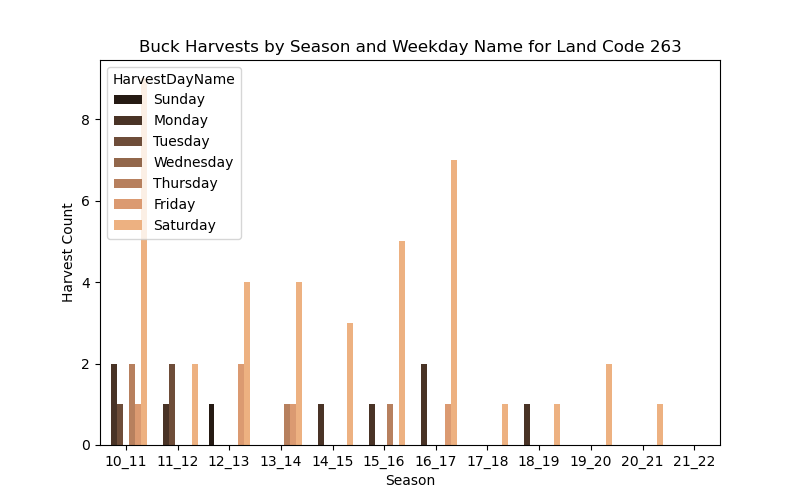 Buck Harvests by Season and Weekday Name for Land Code 263
HarvestDayName
Sunday
Monday
Tuesday
Wednesday
Thursday
Friday
Saturday
Harvest Count
8
6
4
2
0
10_11 11_12 12_13 13_14 14_15 15_16 16_17 17_18 18_19 19_20 20_21 21_22
Season